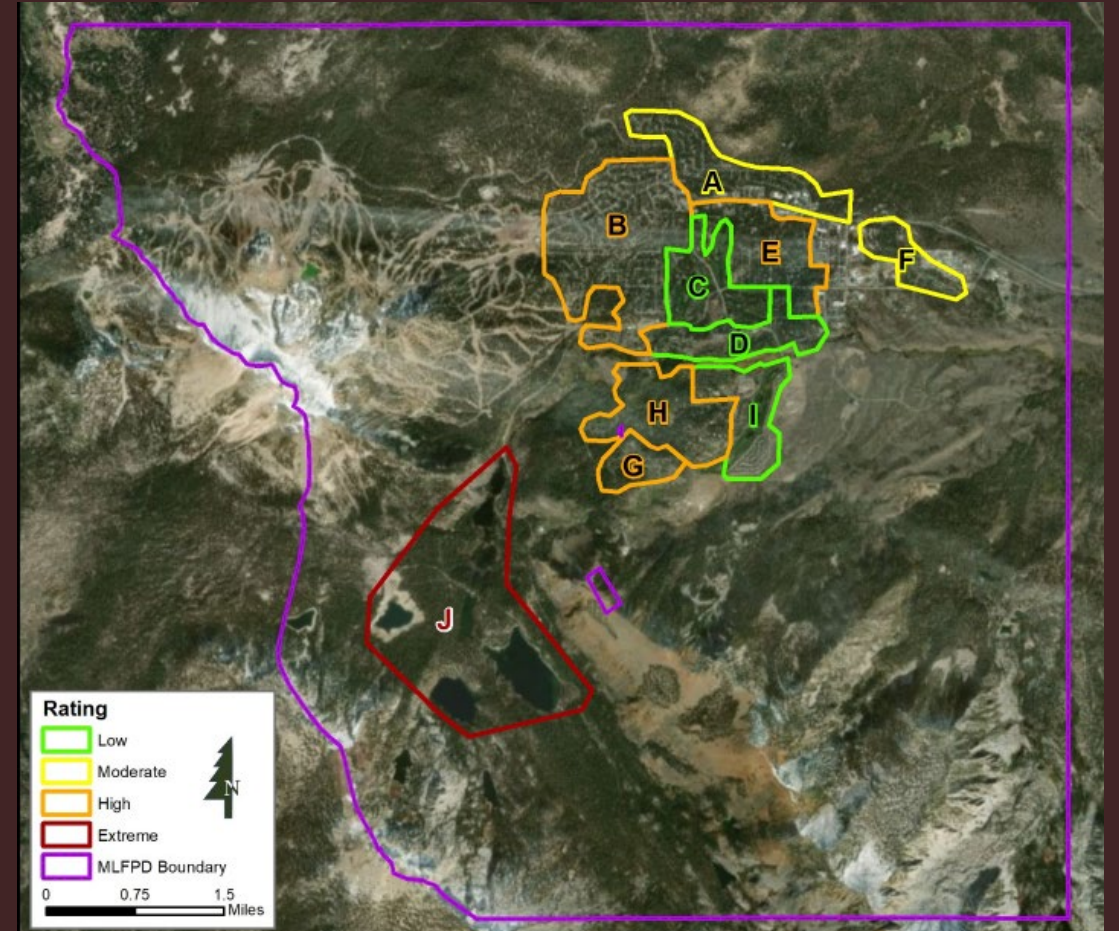 A
B
E
F
C
D
H
I
G
J
Rating
Low
N
Moderate
High
Extreme
MLFPD Boundary
0 0.75 1.5
Miles